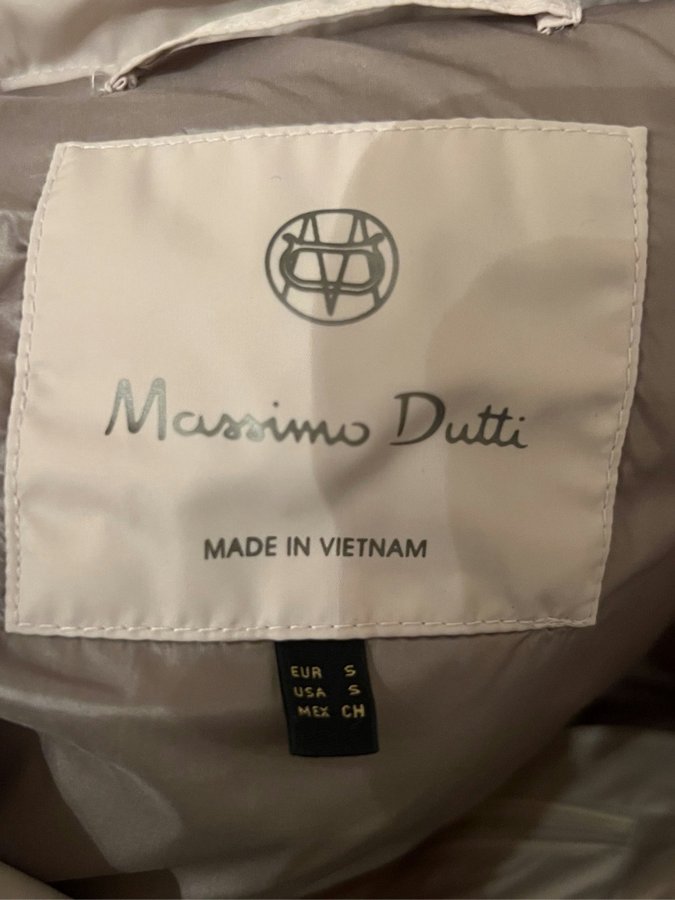 Massimo Dutti
MADE IN VIETNAM
EUR S
USA S
MEX CH